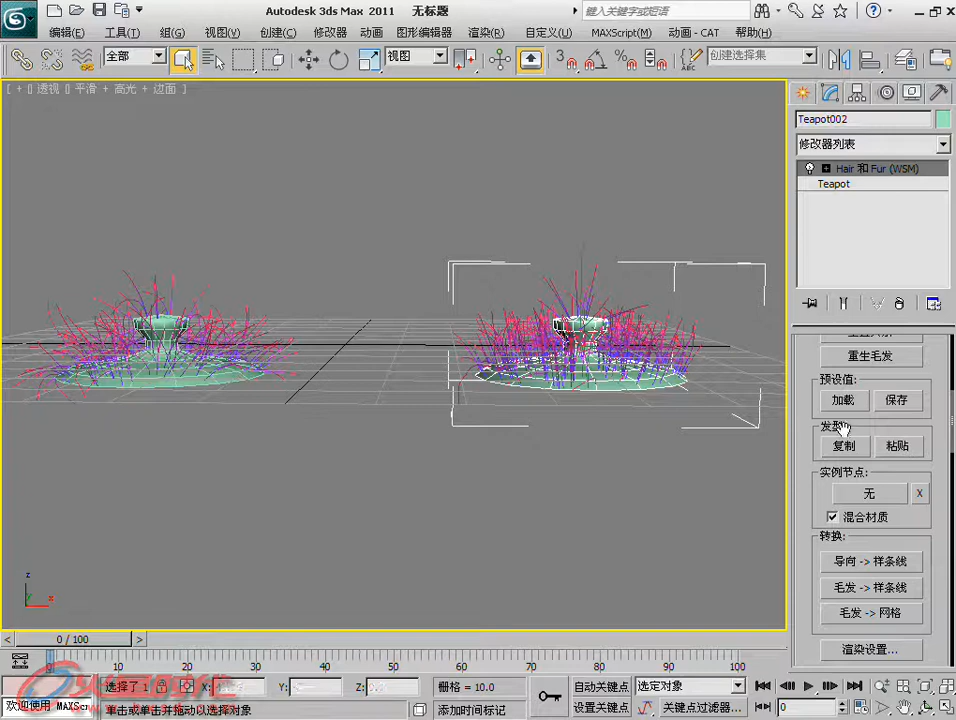 Autodesk 3ds Max 2011 无标题
键入关键字或短语
编辑(E) 工具(T) 组(G) 视图(V) 创建(C) 修改器 动画 图形编辑器 渲染(R) 自定义(U) MAXScript(M) 动画 - CAT 帮助(H)
全部 视图 3 创建选择集
[ + [] 透视 [] 平滑 + 高光 + 边面 ]
Teapot002
修改器列表
Hair 和 Fur (WSM)
Teapot
重生毛发
预设值:
加载 保存
发型
复制 粘贴
实例节点:
无 X
混合材质
转换:
导向 -> 样条线
毛发 -> 样条线
毛发 -> 网格
渲染设置...
z
y x
< 0 / 100 >
0 10 20 30 40 50 60 70 80 90 100
选择了 1 X: Y: Z: 栅格 = 10.0 自动关键点 选定对象
欢迎使用 MAXScr 单击或单击并拖动以选择对象 添加时间标记 设置关键点 关键点过滤器... 0